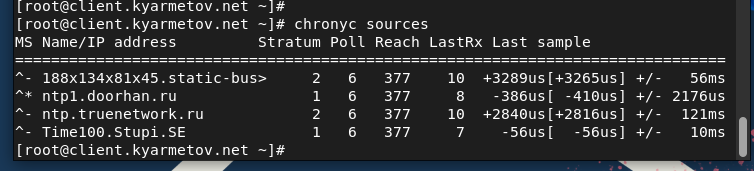 [root@client.kyarmetov.net ~]#
[root@client.kyarmetov.net ~]# chronyc sources
MS Name/IP address         Stratum Poll Reach LastRx Last sample
===============================================================================
^- 188x134x81x45.static-bus>     2   6   377    10  +3289us[+3265us] +/-   56ms
^* ntp1.doorhan.ru               1   6   377     8   -386us[ -410us] +/- 2176us
^- ntp.truenetwork.ru            2   6   377    10  +2840us[+2816us] +/-  121ms
^- Time100.Stupi.SE              1   6   377     7    -56us[  -56us] +/-   10ms
[root@client.kyarmetov.net ~]#